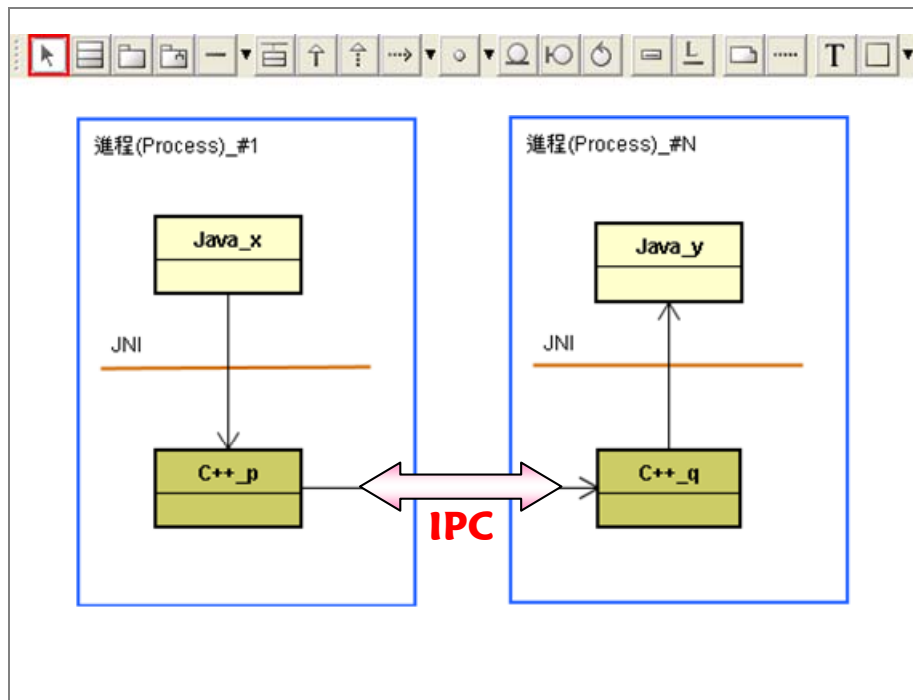 L
T
進程(Process)_#1
進程(Process)_#N
Java_x
Java_y
JNI
JNI
C++_p
C++_q
IPC